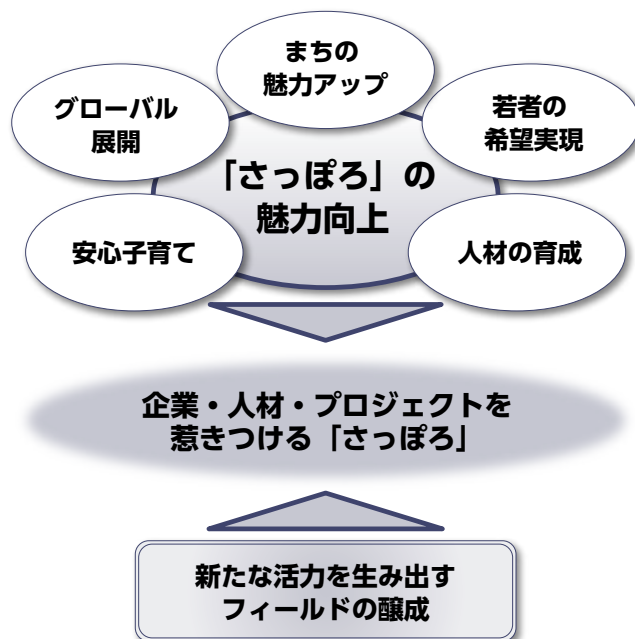 まちの
魅力アップ
グローバル
展開
若者の
希望実現
「さっぽろ」の
魅力向上
安心子育て
人材の育成
企業・人材・プロジェクトを
惹きつける「さっぽろ」
新たな活力を生み出す
フィールドの醸成